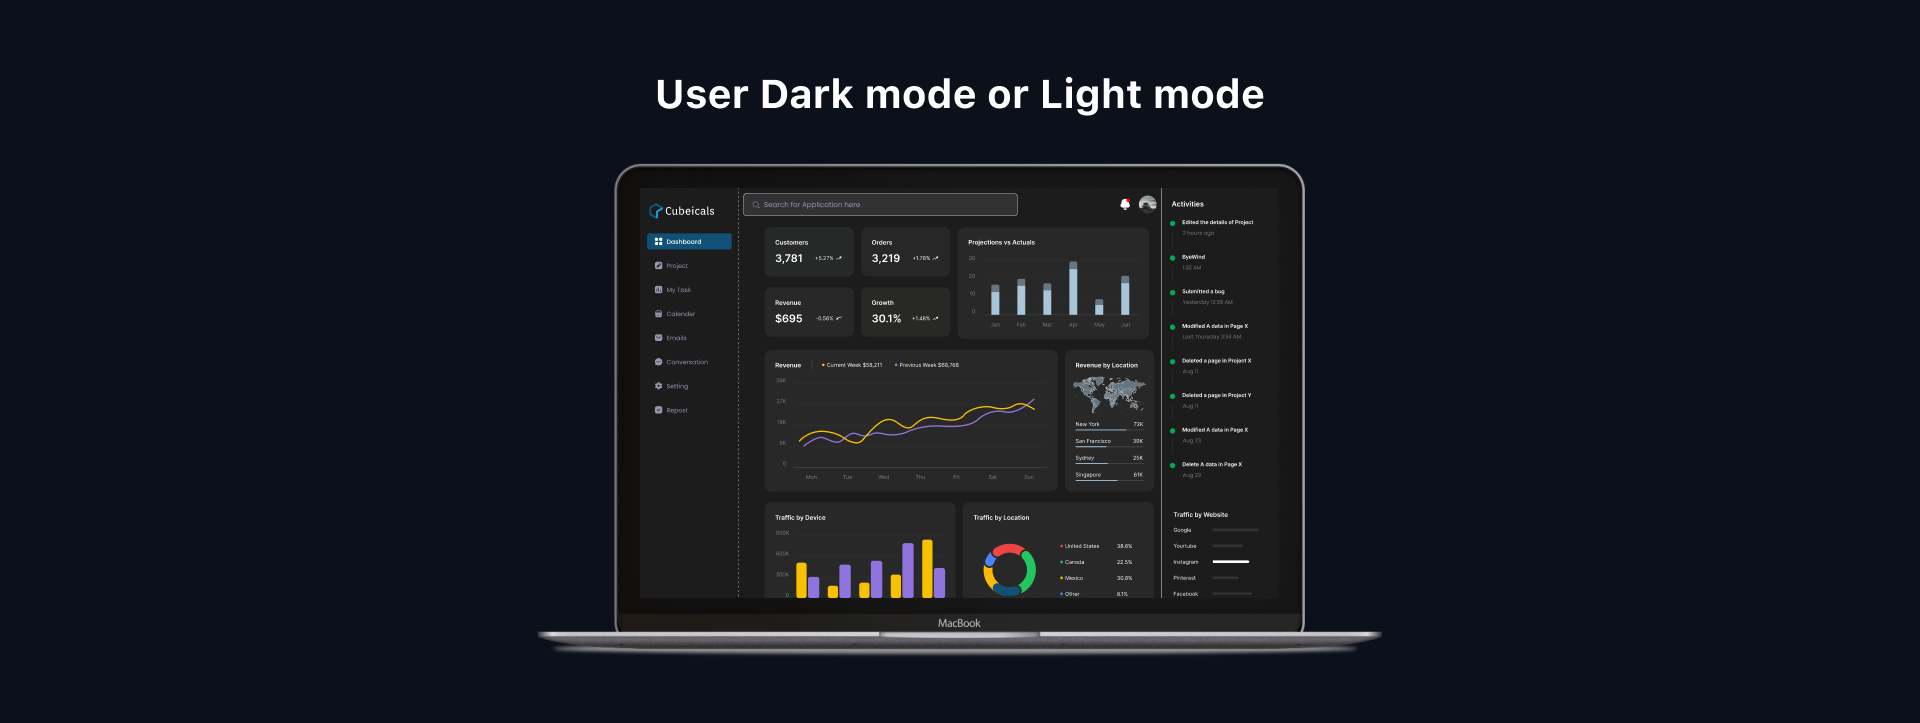 User Dark mode or Light mode
Cubeicals
Search for Application here
Dashboard
Project
My Task
Calender
Emails
Conversation
Setting
Repost
Customers
3,781
+5.27%
Orders
3,219
+1.78%
Revenue
$695
-0.56%
Growth
30.1%
+1.48%
Projections vs Actuals
30
20
10
0
Jan Feb Mar Apr May Jun
Revenue
Current Week $58,211
Previous Week $68,768
36K
27K
18K
9K
0
Mon Tue Wed Thu Fri Sat Sun
Revenue by Location
New York 72K
San Francisco 39K
Sydney 25K
Singapore 61K
Traffic by Device
900K
600K
300K
0
Traffic by Location
United States 38.6%
Canada 22.5%
Mexico 30.8%
Other 8.1%
Activities
Edited the details of Project
3 hours ago
EyeWind
1:32 AM
Submitted a bug
Yesterday 12:39 AM
Modified A data in Page X
Last Thursday 3:34 AM
Deleted a page in Project X
Aug 11
Deleted a page in Project Y
Aug 11
Modified A data in Page X
Aug 23
Delete A data in Page X
Aug 29
Traffic by Website
Google
Yourtube
Instagram
Pinterest
Facebook
MacBook